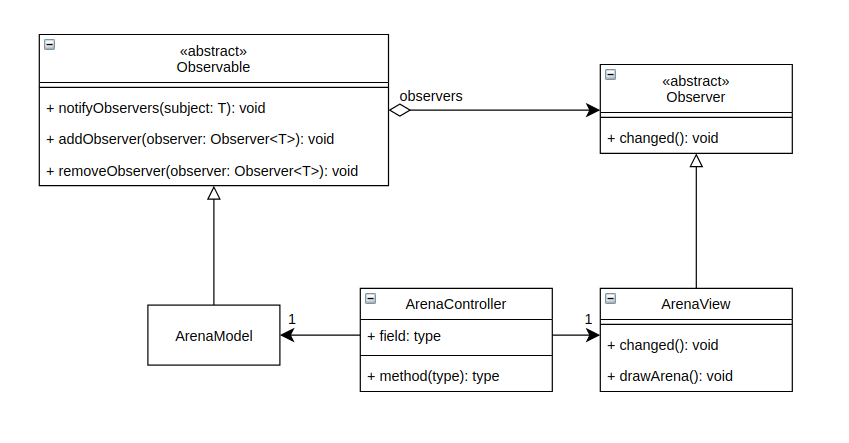 «abstract»
Observable
+ notifyObservers(subject: T): void
+ addObserver(observer: Observer<T>): void
+ removeObserver(observer: Observer<T>): void
observers
«abstract»
Observer
+ changed(): void
ArenaModel
1
ArenaController
+ field: type
+ method(type): type
1
ArenaView
+ changed(): void
+ drawArena(): void